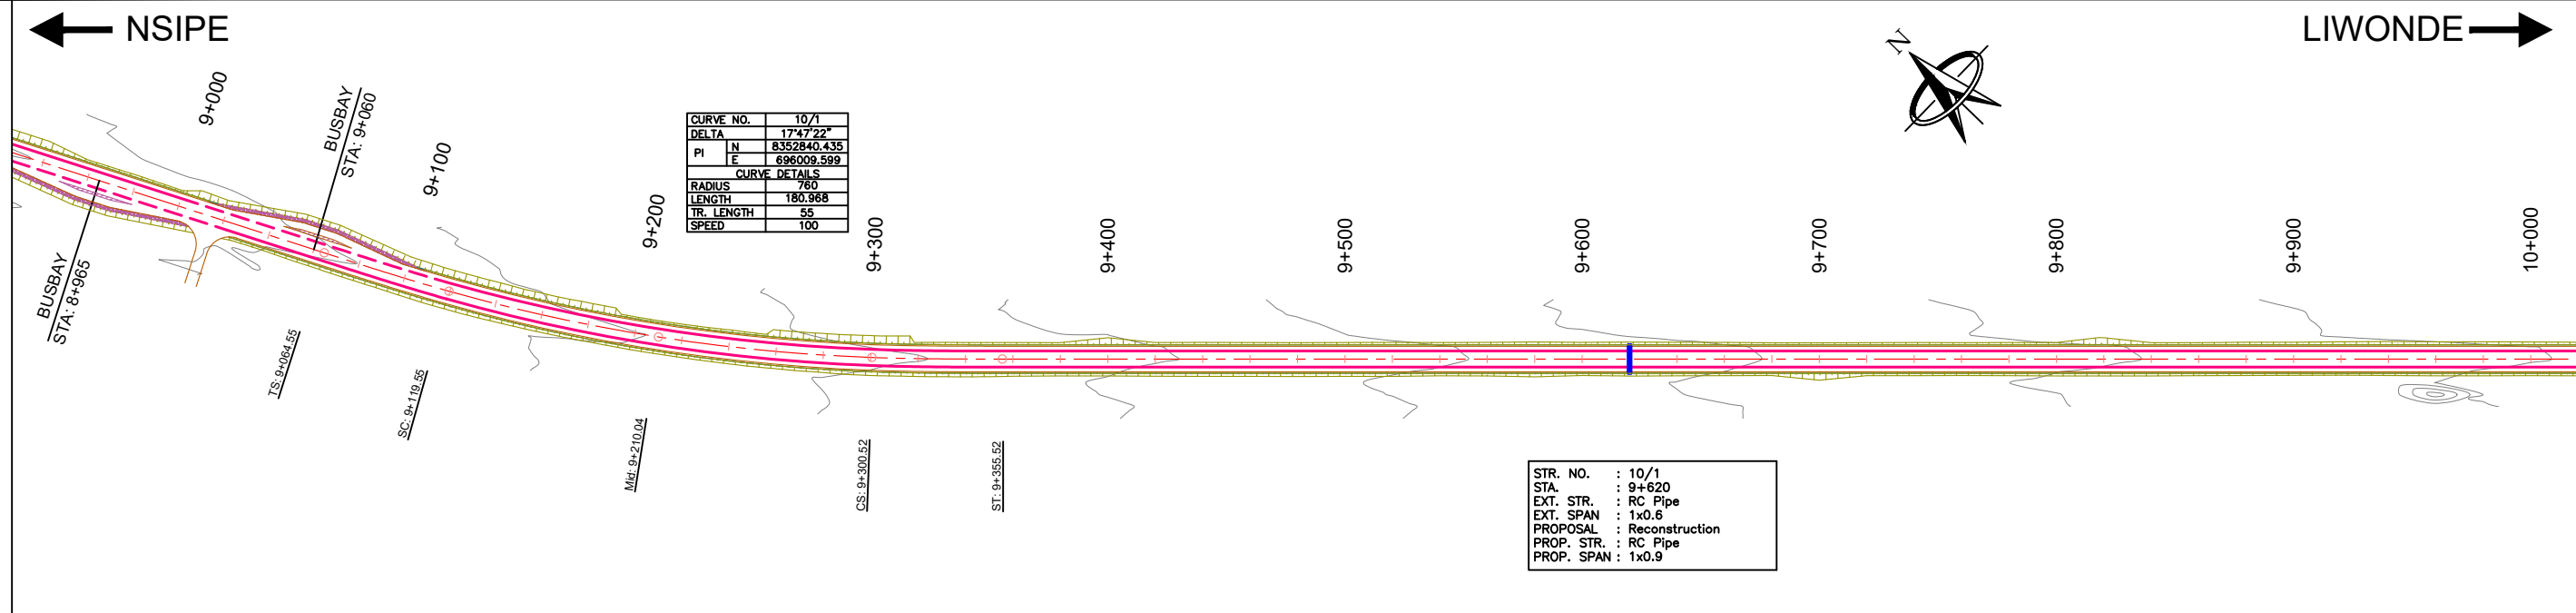 NSIPE
LIWONDE
N
9+000
BUSBAY
STA: 9+060
9+100
9+200
9+300
9+400
9+500
9+600
9+700
9+800
9+900
10+000
CURVE NO. 10/1
DELTA 17°47'22"
PI N 8352840.435
E 696009.599
CURVE DETAILS
RADIUS 760
LENGTH 180.968
TR. LENGTH 55
SPEED 100
BUSBAY
STA: 8+965
TS: 9+064.55
SC: 9+119.55
Mid: 9+210.04
CS: 9+300.52
ST: 9+355.52
STR. NO. : 10/1
STA. : 9+620
EXT. STR. : RC Pipe
EXT. SPAN : 1x0.6
PROPOSAL : Reconstruction
PROP. STR. : RC Pipe
PROP. SPAN : 1x0.9